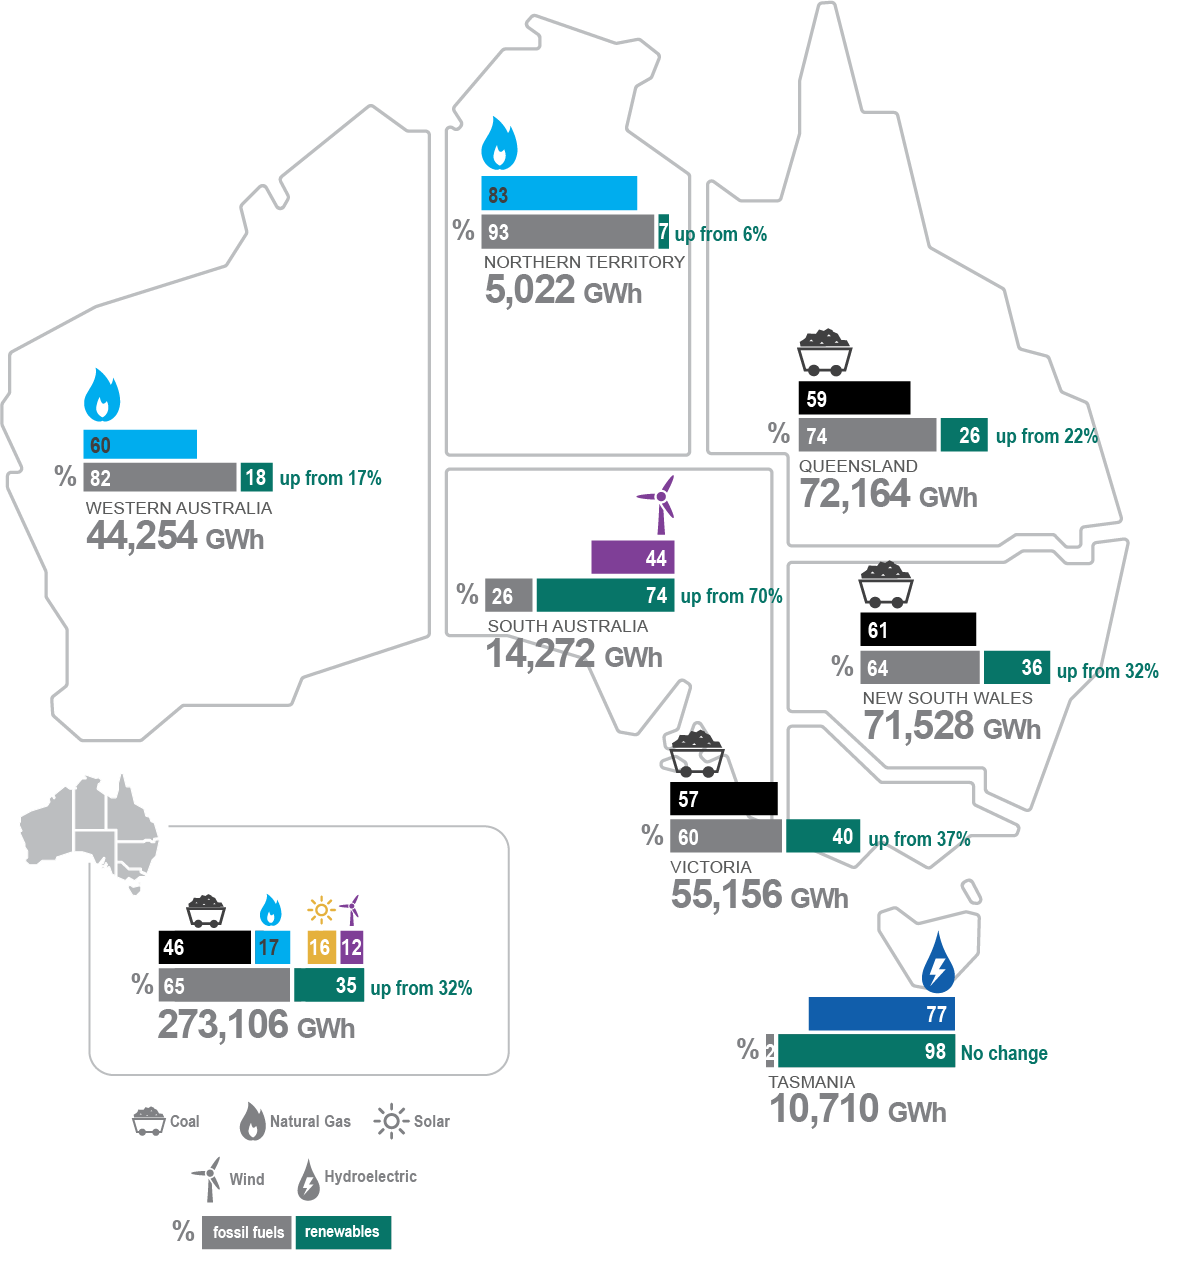 83
% 93 7 up from 6%
NORTHERN TERRITORY
5,022 GWh
59
% 74 26 up from 22%
QUEENSLAND
72,164 GWh
60
% 82 18 up from 17%
WESTERN AUSTRALIA
44,254 GWh
44
% 26 74 up from 70%
SOUTH AUSTRALIA
14,272 GWh
61
% 64 36 up from 32%
NEW SOUTH WALES
71,528 GWh
57
% 60 40 up from 37%
VICTORIA
55,156 GWh
46 17 16 12
% 65 35 up from 32%
273,106 GWh
77
% 2 98 No change
TASMANIA
10,710 GWh
Coal Natural Gas Solar
Wind Hydroelectric
% fossil fuels renewables